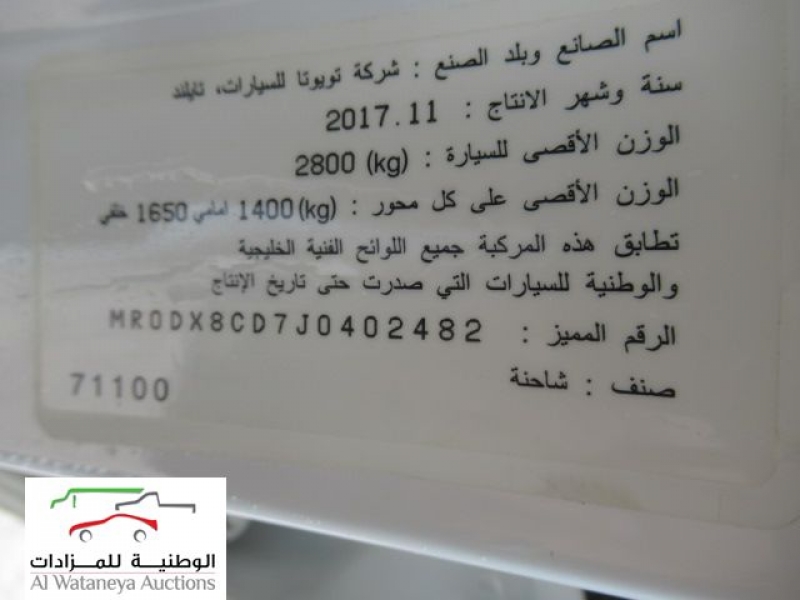 اسم الصانع وبلد الصنع : شركة تويوتا للسيارات، تايلند
سنة وشهر الانتاج : 2017.11
الوزن الأقصى للسيارة : 2800 (kg)
الوزن الأقصى على كل محور : 1400 (kg) امامي 1650 خلفي
تطابق هذه المركبة جميع اللوائح الفنية الخليجية
والوطنية للسيارات التي صدرت حتى تاريخ الإنتاج
الرقم المميز : MR0DX8CD7J0402482
صنف : شاحنة
71100
الوطنية للمزادات
Al Wataneya Auctions